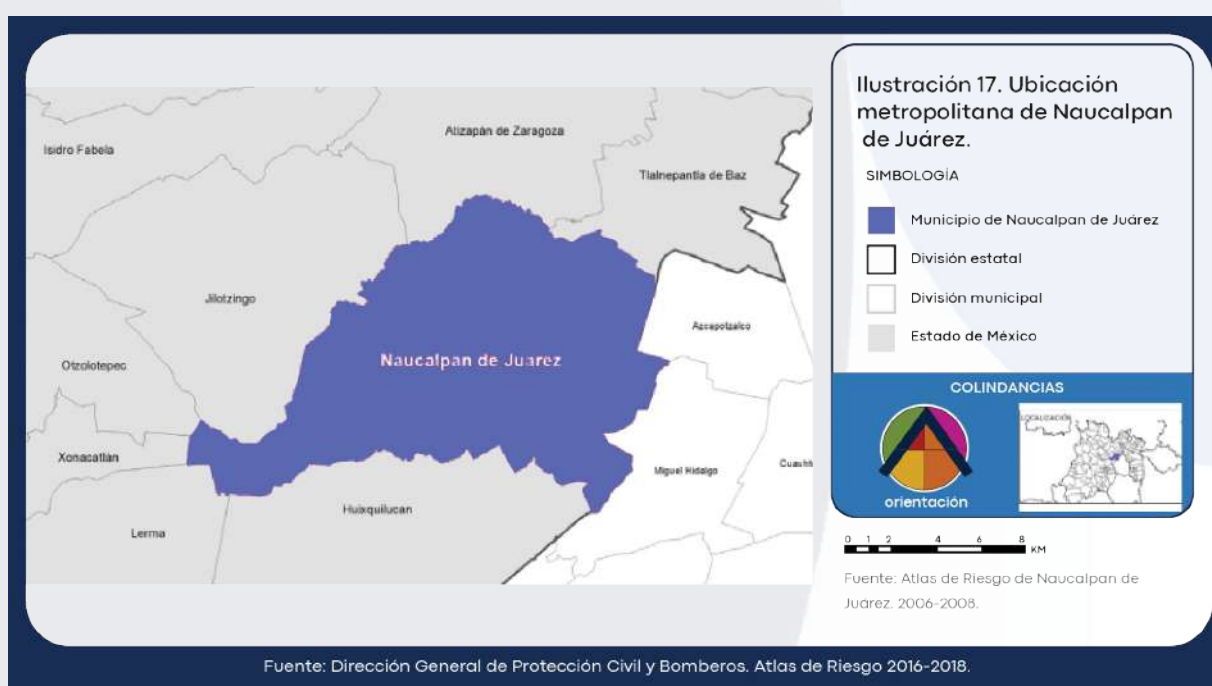 Isidro Fabela
Atizapán de Zaragoza
Tlalnepantla de Baz
Jilotzingo
Azcapotzalco
Otzolotepec
Naucalpan de Juarez
Xonacatlán
Miguel Hidalgo
Cuauh
Huixquilucan
Lerma
Ilustración 17. Ubicación
metropolitana de Naucalpan
de Juárez.
SIMBOLOGÍA
Municipio de Naucalpan de Juárez
División estatal
División municipal
Estado de México
COLINDANCIAS
LOCALIZACIÓN
orientación
0 1 2 4 6 8
KM
Fuente: Atlas de Riesgo de Naucalpan de
Juárez. 2006-2008.
Fuente: Dirección General de Protección Civil y Bomberos. Atlas de Riesgo 2016-2018.